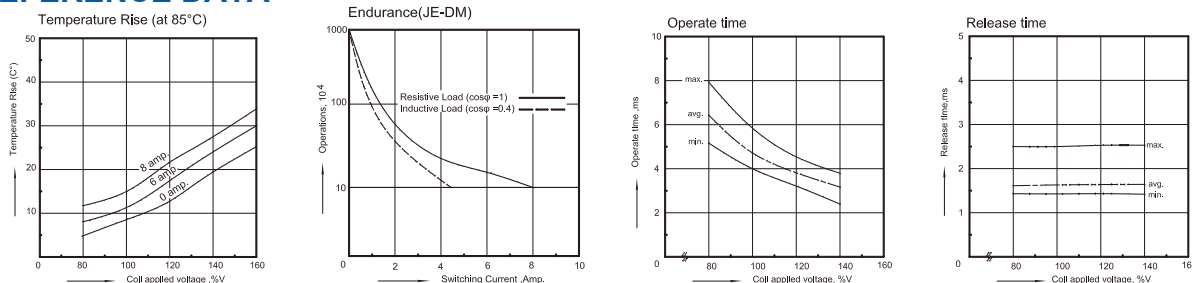 REFERENCE DATA
Temperature Rise (at 85°C)
50
40
30
20
10
0
80
100
120
140
160
Temperature Rise (C°)
8 amp.
6 amp.
0 amp.
Coil applied voltage, %V
Endurance(JE-DM)
1000
100
10
0
2
4
6
8
10
Operations, 10⁴
Resistive Load (cosφ =1)
Inductive Load (cosφ =0.4)
Switching Current ,Amp.
Operate time
10
8
6
4
2
0
80
100
120
140
160
Operate time ,ms
max.
avg.
min.
Coil applied voltage, %V
Release time
5
4
3
2
1
0
80
100
120
140
16
Release time,ms
max.
avg.
min.
Coil applied voltage, %V